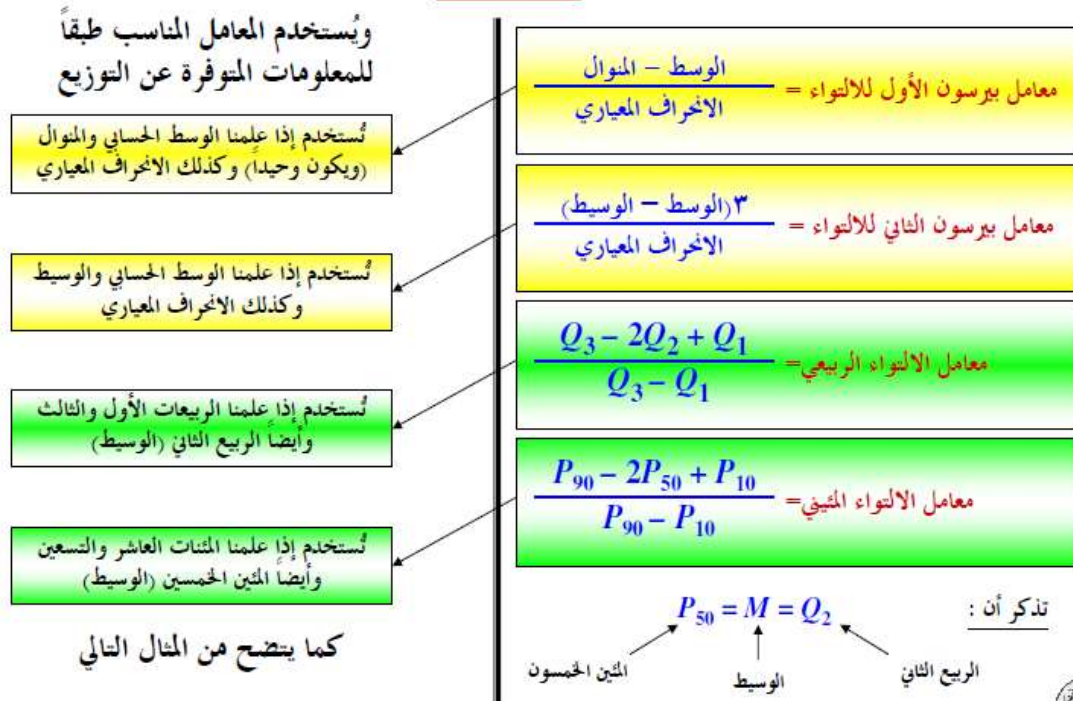 معامل بيرسون الأول للالتواء = الوسط – المنوال
الانحراف المعياري
معامل بيرسون الثاني للالتواء = ٣(الوسط – الوسيط)
الانحراف المعياري
معامل الالتواء الربيعي= Q3 – 2Q2 + Q1
Q3 – Q1
معامل الالتواء المئيني= P90 – 2P50 + P10
P90 – P10
تذكر أن : P50 = M = Q2
الربيع الثاني
الوسيط
المئين الخمسون
ويُستخدم المعامل المناسب طبقاً
للمعلومات المتوفرة عن التوزيع
تُستخدم إذا علمنا الوسط الحسابي والمنوال
(ويكون وحيداً) وكذلك الانحراف المعياري
تُستخدم إذا علمنا الوسط الحسابي والوسيط
وكذلك الانحراف المعياري
تُستخدم إذا علمنا الربيعات الأول والثالث
وأيضاً الربيع الثاني (الوسيط)
تُستخدم إذا علمنا المئنات العاشر والتسعين
وأيضاً المئين الخمسين (الوسيط)
كما يتضح من المثال التالي